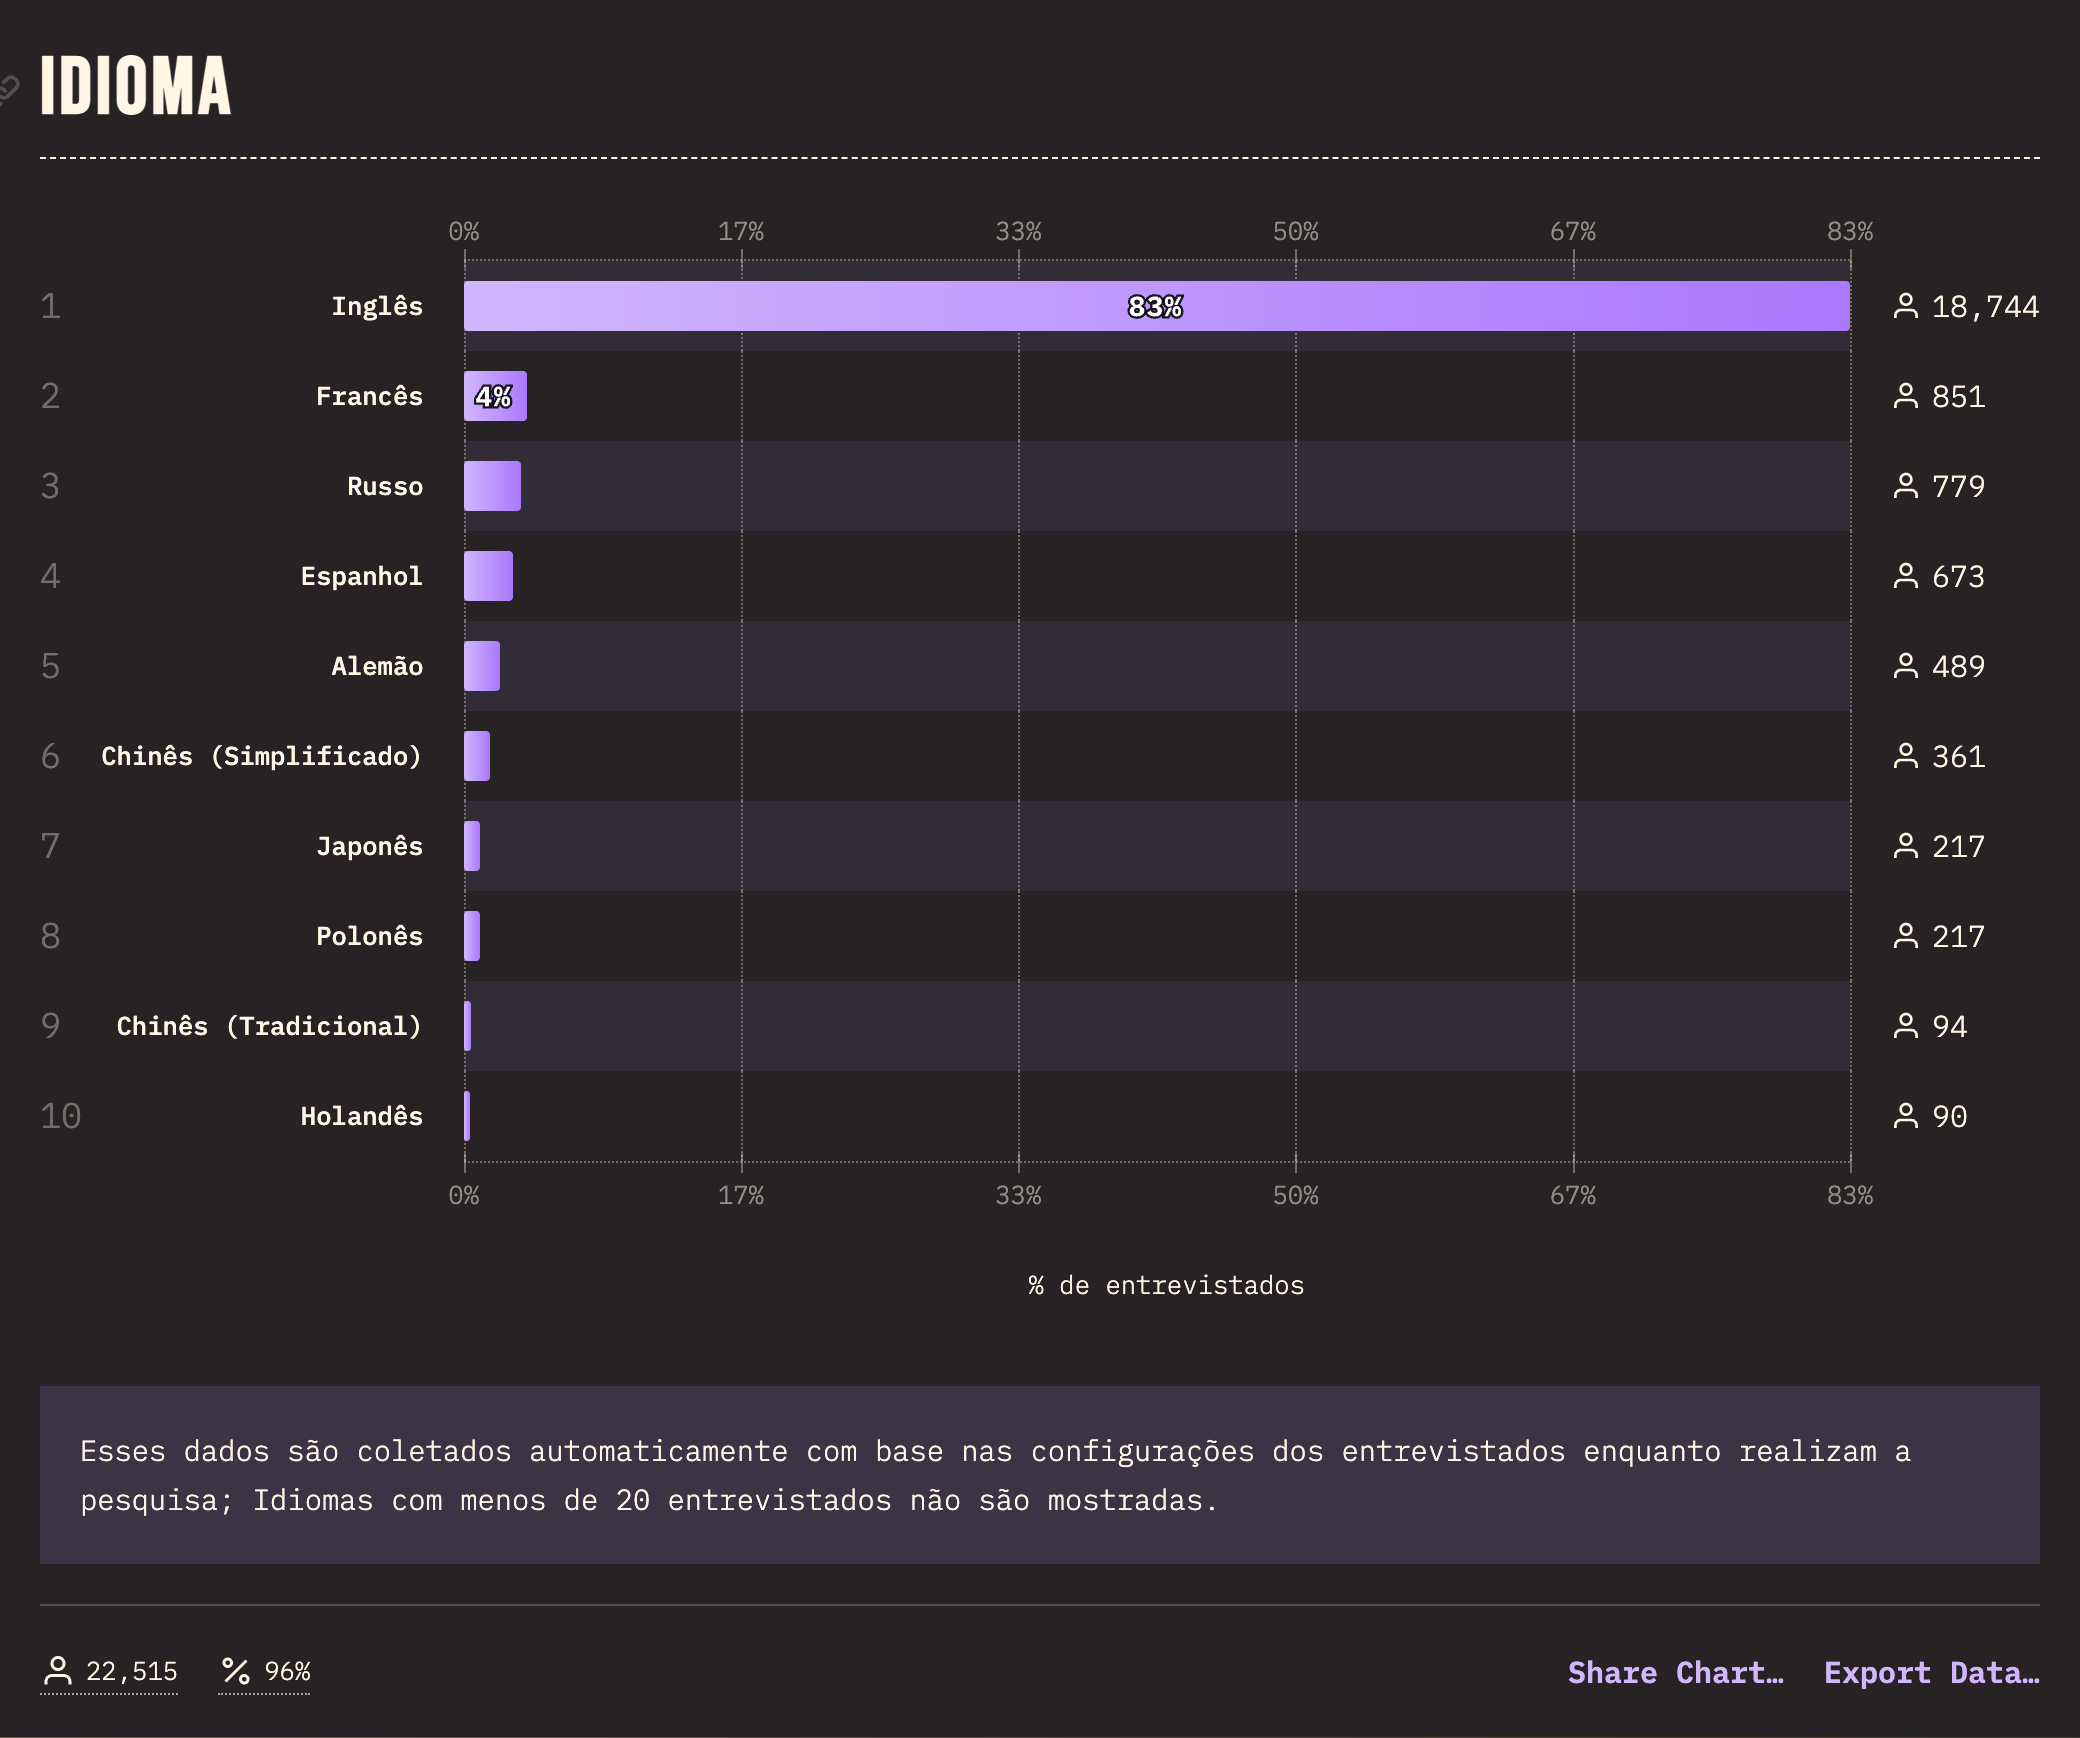 IDIOMA
0% 17% 33% 50% 67% 83%
1 Inglês 83% 18,744
2 Francês 4% 851
3 Russo 779
4 Espanhol 673
5 Alemão 489
6 Chinês (Simplificado) 361
7 Japonês 217
8 Polonês 217
9 Chinês (Tradicional) 94
10 Holandês 90
0% 17% 33% 50% 67% 83%
% de entrevistados
Esses dados são coletados automaticamente com base nas configurações dos entrevistados enquanto realizam a
pesquisa; Idiomas com menos de 20 entrevistados não são mostradas.
22,515 % 96% Share Chart… Export Data…